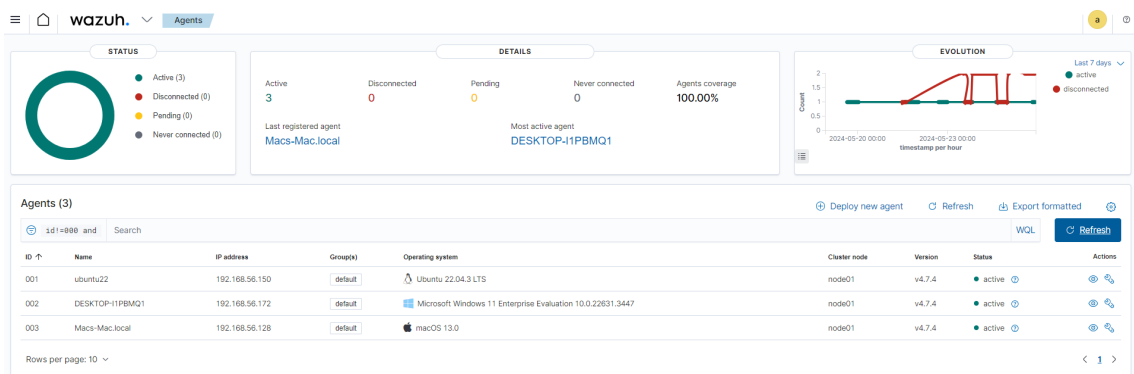 wazuh. Agents a
STATUS
Active (3)
Disconnected (0)
Pending (0)
Never connected (0)
DETAILS
Active Disconnected Pending Never connected Agents coverage
3 0 0 0 100.00%
Last registered agent Most active agent
Macs-Mac.local DESKTOP-I1PBMQ1
EVOLUTION
Last 7 days
active
disconnected
Count
2
1.5
1
0.5
0
2024-05-20 00:00 2024-05-23 00:00
timestamp per hour
Agents (3) Deploy new agent Refresh Export formatted
id!=000 and Search WQL Refresh
ID Name IP address Group(s) Operating system Cluster node Version Status Actions
001 ubuntu22 192.168.56.150 default Ubuntu 22.04.3 LTS node01 v4.7.4 active
002 DESKTOP-I1PBMQ1 192.168.56.172 default Microsoft Windows 11 Enterprise Evaluation 10.0.22631.3447 node01 v4.7.4 active
003 Macs-Mac.local 192.168.56.128 default macOS 13.0 node01 v4.7.4 active
Rows per page: 10 < 1 >